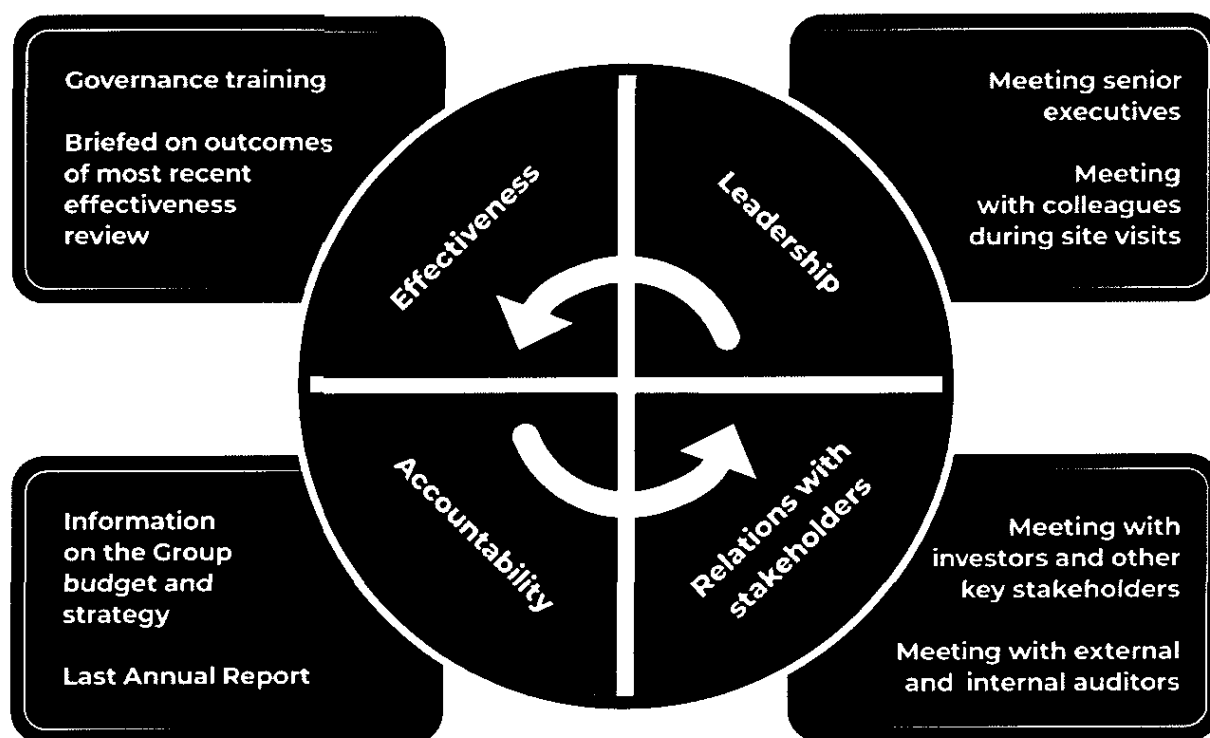 Governance training
Briefed on outcomes
of most recent
effectiveness
review
Effectiveness
Leadership
Meeting senior
executives
Meeting
with colleagues
during site visits
Information
on the Group
budget and
strategy
Last Annual Report
Accountability
Relations with
stakeholders
Meeting with
investors and other
key stakeholders
Meeting with external
and internal auditors